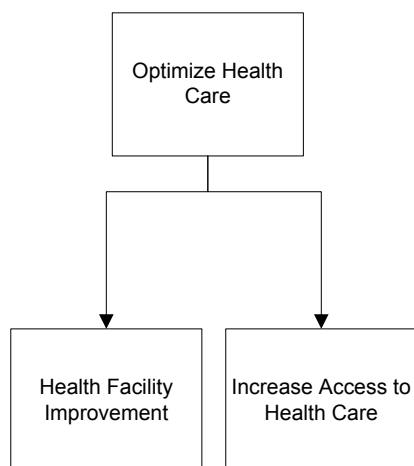 Optimize Health
Care
Health Facility
Improvement
Increase Access to
Health Care